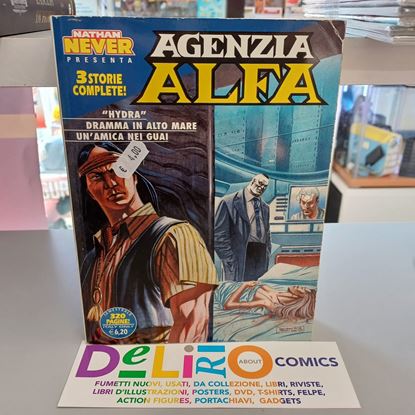 NATHAN
NEVER
PRESENTA
3 STORIE
COMPLETE!
AGENZIA
ALFA
"HYDRA"
DRAMMA IN ALTO MARE
UN'AMICA NEI GUAI
€ 4,00
320
PAGINE!
€ 6,20
DeLiRiO ABOUT COMICS
FUMETTI NUOVI, USATI, DA COLLEZIONE, LIBRI, RIVISTE,
LIBRI D'ILLUSTRAZIONI, POSTERS, DVD, T-SHIRTS, FELPE,
ACTION FIGURES, PORTACHIAVI, GADGETS